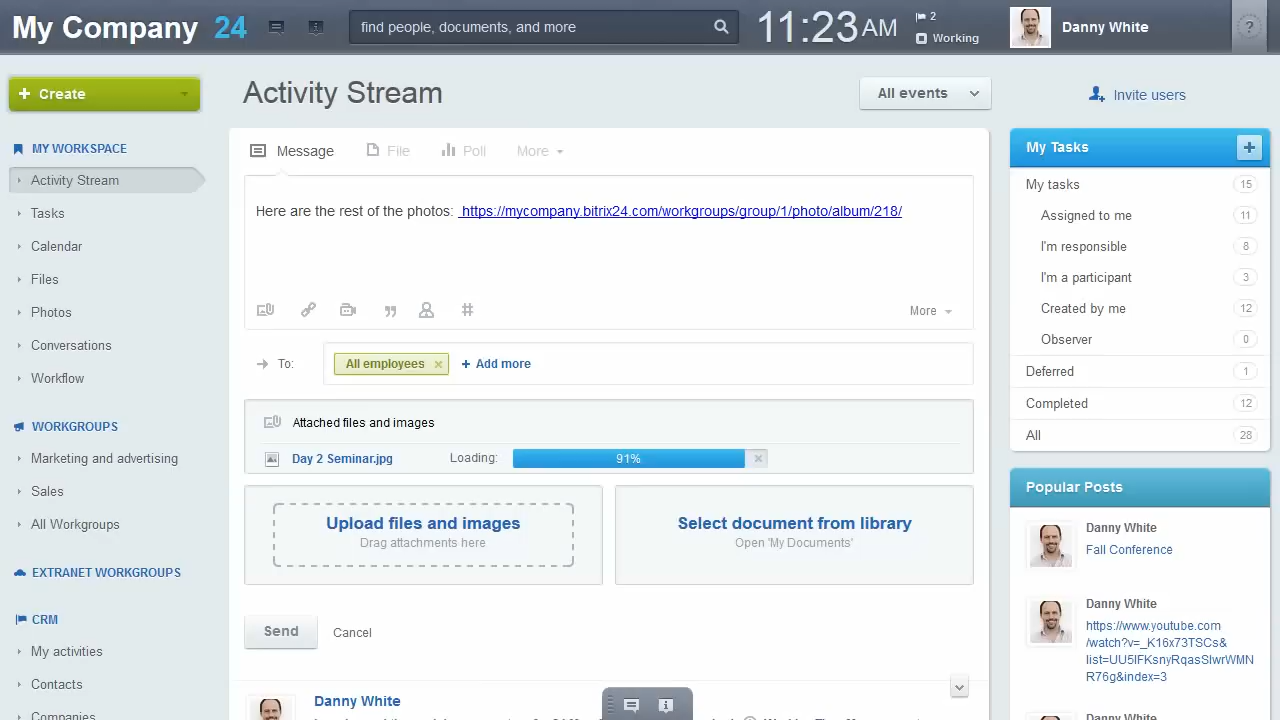 My Company 24
find people, documents, and more
11:23 AM
2
Working
Danny White
?
Create
Activity Stream
All events
Invite users
MY WORKSPACE
Activity Stream
Tasks
Calendar
Files
Photos
Conversations
Workflow
WORKGROUPS
Marketing and advertising
Sales
All Workgroups
EXTRANET WORKGROUPS
CRM
My activities
Contacts
Companies
Message
File
Poll
More
Here are the rest of the photos: https://mycompany.bitrix24.com/workgroups/group/1/photo/album/218/
More
To:
All employees
+ Add more
Attached files and images
Day 2 Seminar.jpg
Loading:
91%
Upload files and images
Drag attachments here
Select document from library
Open 'My Documents'
Send
Cancel
Danny White
My Tasks
My tasks 15
Assigned to me 11
I'm responsible 8
I'm a participant 3
Created by me 12
Observer 0
Deferred 1
Completed 12
All 28
Popular Posts
Danny White
Fall Conference
Danny White
https://www.youtube.com
/watch?v=_K16x73TSCs&
list=UU5IFKsnyRqasSIwrWMN
R76g&index=3
Danny White